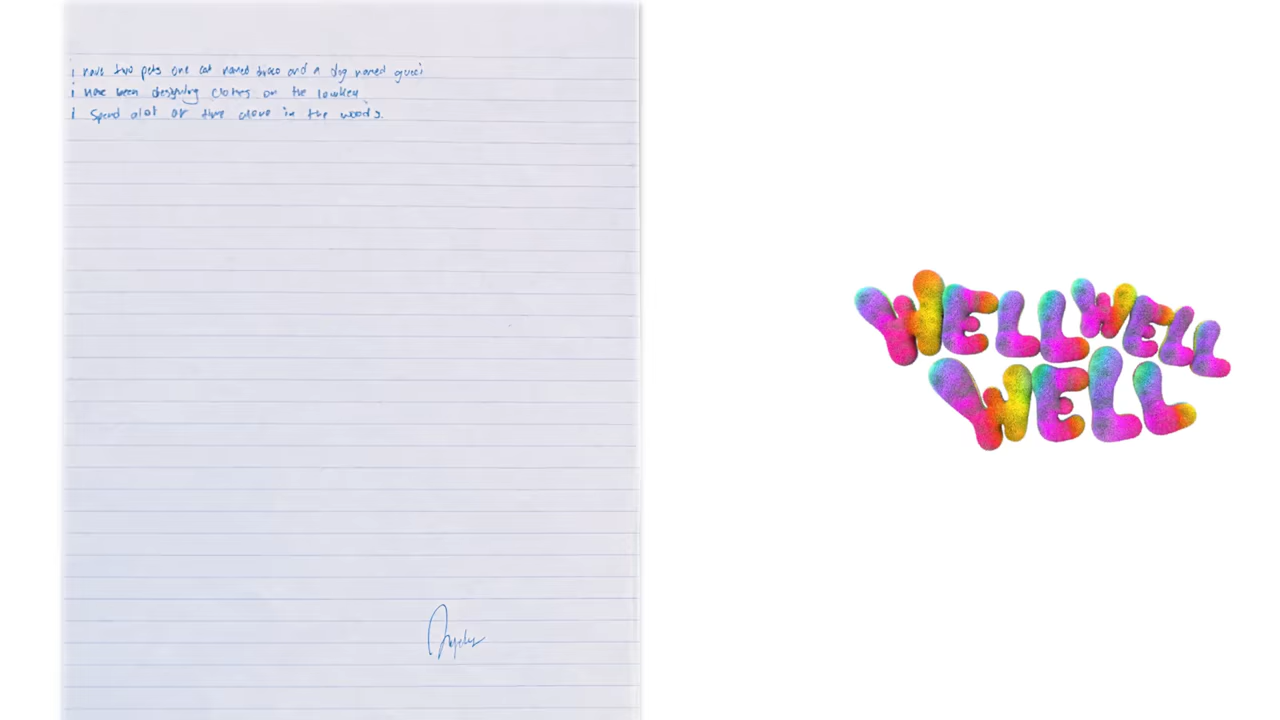 i have two pets one cat named draco and a dog named gucci
i have been designing clothes on the lowkey
i spend alot of time alone in the woods.
WELL WELL
WELL